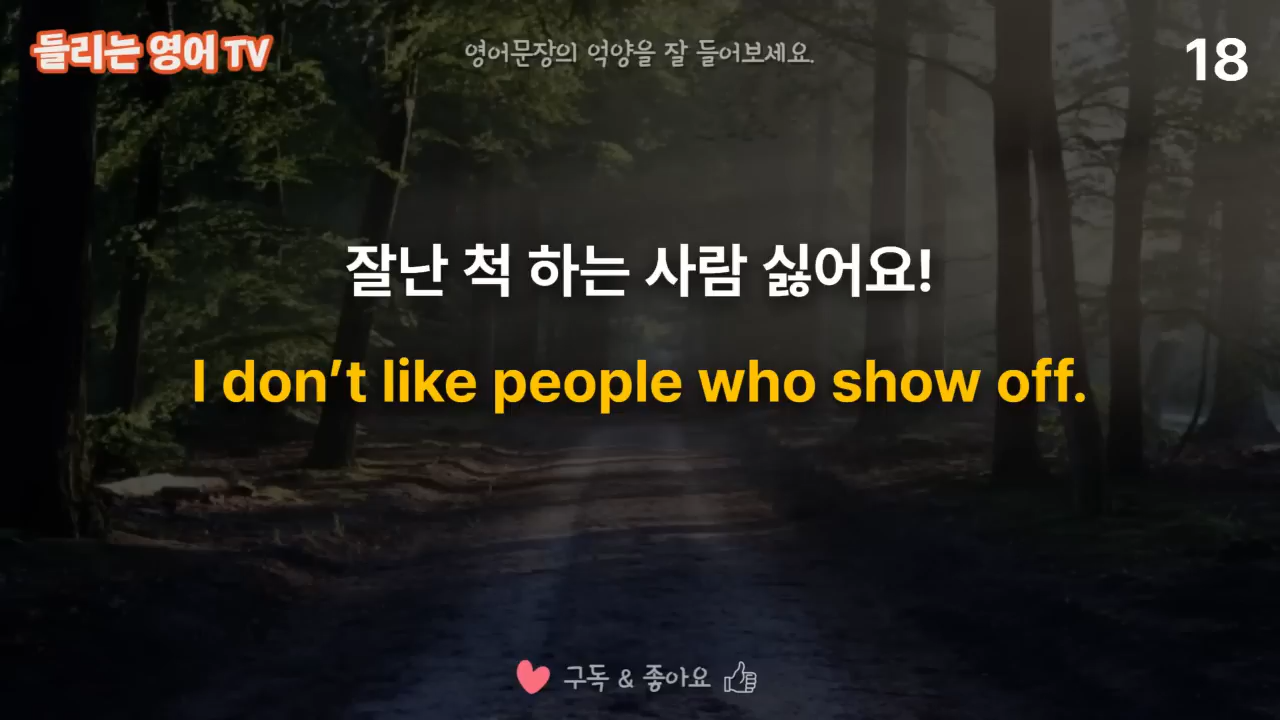 들리는 영어 TV
영어문장의 억양을 잘 들어보세요.
18
잘난 척 하는 사람 싫어요!
I don’t like people who show off.
구독 & 좋아요